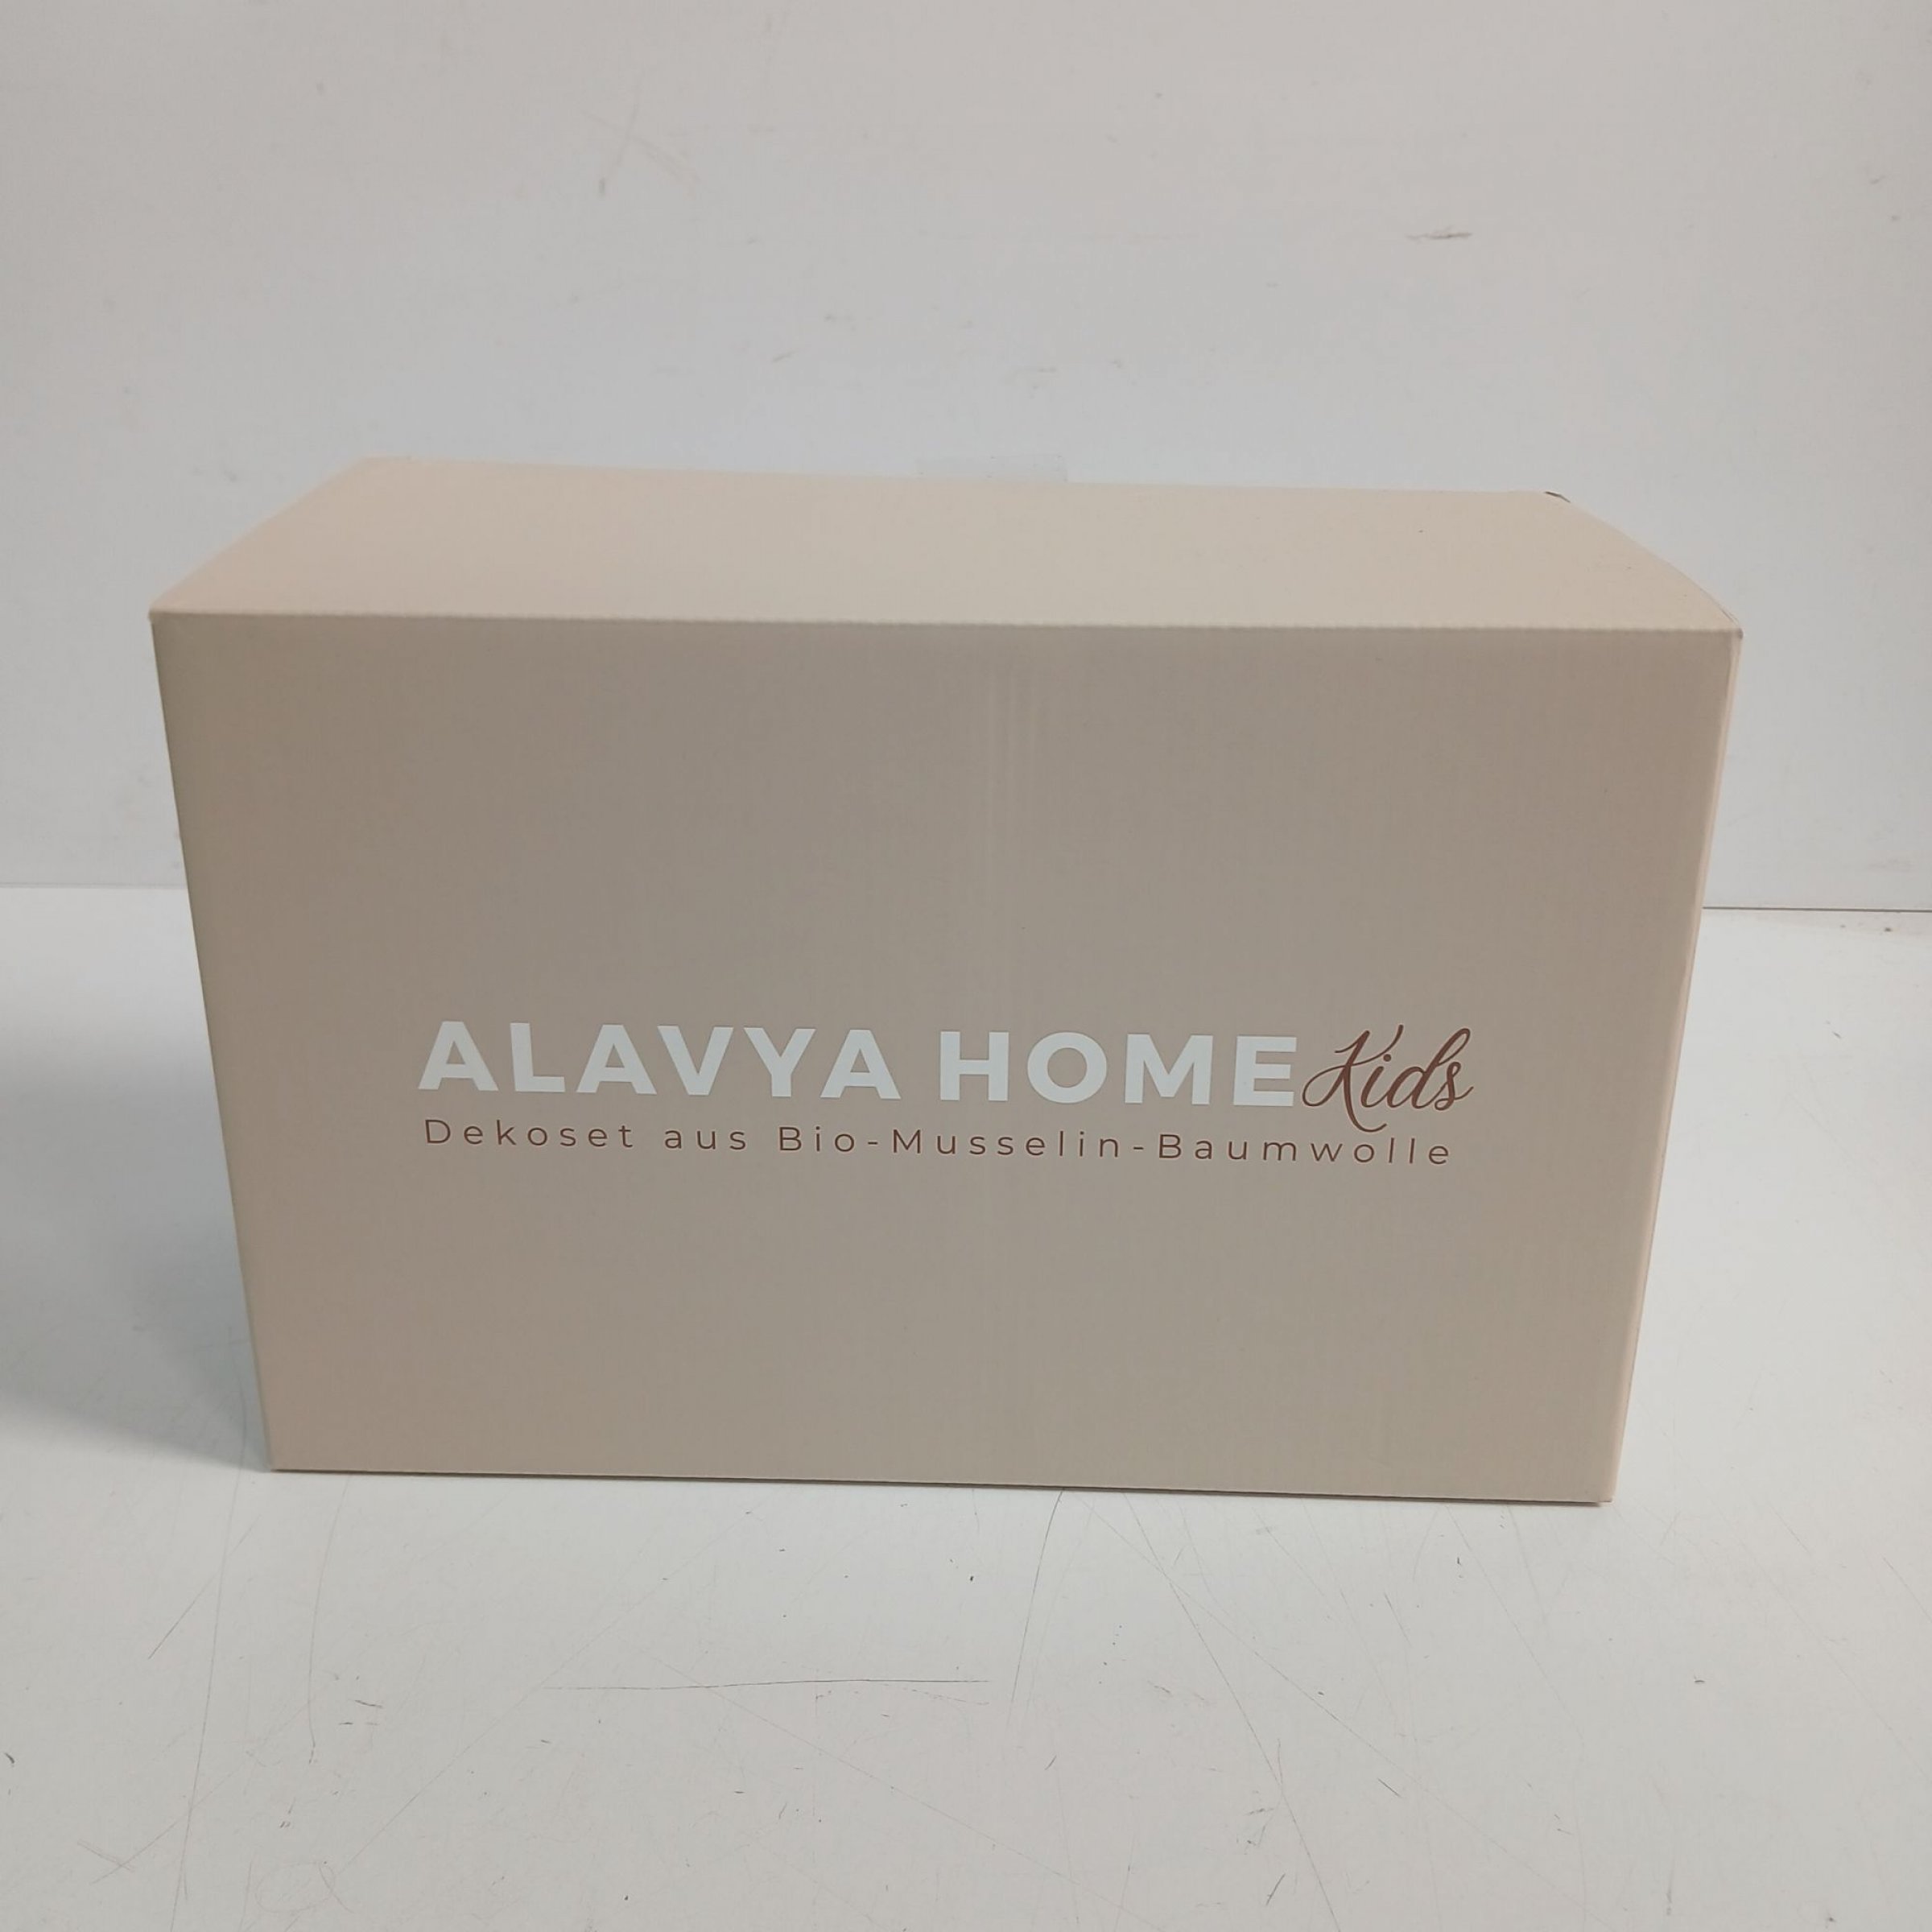 ALAVYA HOME Kids
Dekoset aus Bio-Musselin-Baumwolle